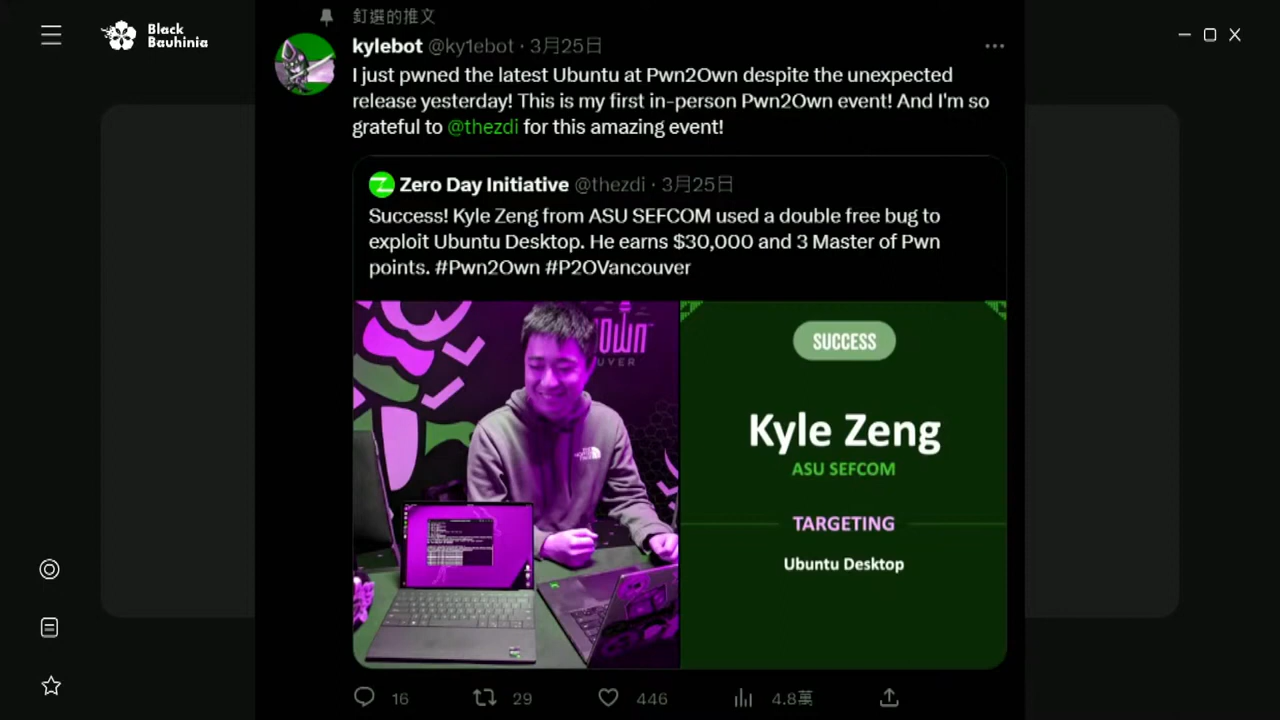 Black
Bauhinia
釘選的推文
kylebot @ky1ebot · 3月25日
I just pwned the latest Ubuntu at Pwn2Own despite the unexpected
release yesterday! This is my first in-person Pwn2Own event! And I'm so
grateful to @thezdi for this amazing event!
Zero Day Initiative @thezdi · 3月25日
Success! Kyle Zeng from ASU SEFCOM used a double free bug to
exploit Ubuntu Desktop. He earns $30,000 and 3 Master of Pwn
points. #Pwn2Own #P2OVancouver
SUCCESS
Kyle Zeng
ASU SEFCOM
TARGETING
Ubuntu Desktop
16 29 446 4.8萬